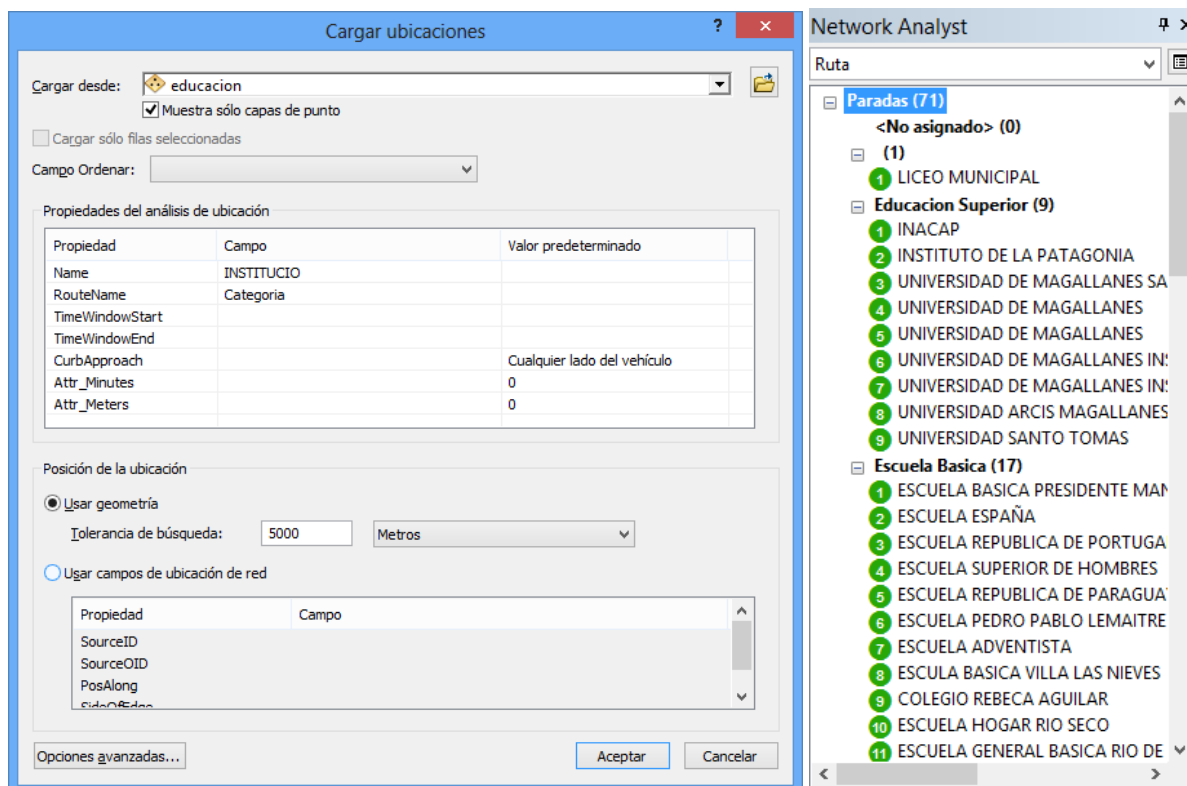 Cargar ubicaciones
?
Cargar desde: educacion
Muestra sólo capas de punto
Cargar sólo filas seleccionadas
Campo Ordenar:
Propiedades del análisis de ubicación
Propiedad Campo Valor predeterminado
Name INSTITUCIO
RouteName Categoria
TimeWindowStart
TimeWindowEnd
CurbApproach Cualquier lado del vehículo
Attr_Minutes 0
Attr_Meters 0
Posición de la ubicación
Usar geometría
Tolerancia de búsqueda: 5000 Metros
Usar campos de ubicación de red
Propiedad Campo
SourceID
SourceOID
PosAlong
SideOfEdge
Opciones avanzadas...
Aceptar Cancelar
Network Analyst
Ruta
Paradas (71)
<No asignado> (0)
(1)
1 LICEO MUNICIPAL
Educacion Superior (9)
1 INACAP
2 INSTITUTO DE LA PATAGONIA
3 UNIVERSIDAD DE MAGALLANES SA
4 UNIVERSIDAD DE MAGALLANES
5 UNIVERSIDAD DE MAGALLANES
6 UNIVERSIDAD DE MAGALLANES IN
7 UNIVERSIDAD DE MAGALLANES IN
8 UNIVERSIDAD ARCIS MAGALLANES
9 UNIVERSIDAD SANTO TOMAS
Escuela Basica (17)
1 ESCUELA BASICA PRESIDENTE MAN
2 ESCUELA ESPAÑA
3 ESCUELA REPUBLICA DE PORTUGA
4 ESCUELA SUPERIOR DE HOMBRES
5 ESCUELA REPUBLICA DE PARAGUA
6 ESCUELA PEDRO PABLO LEMAITRE
7 ESCUELA ADVENTISTA
8 ESCULA BASICA VILLA LAS NIEVES
9 COLEGIO REBECA AGUILAR
10 ESCUELA HOGAR RIO SECO
11 ESCUELA GENERAL BASICA RIO DE